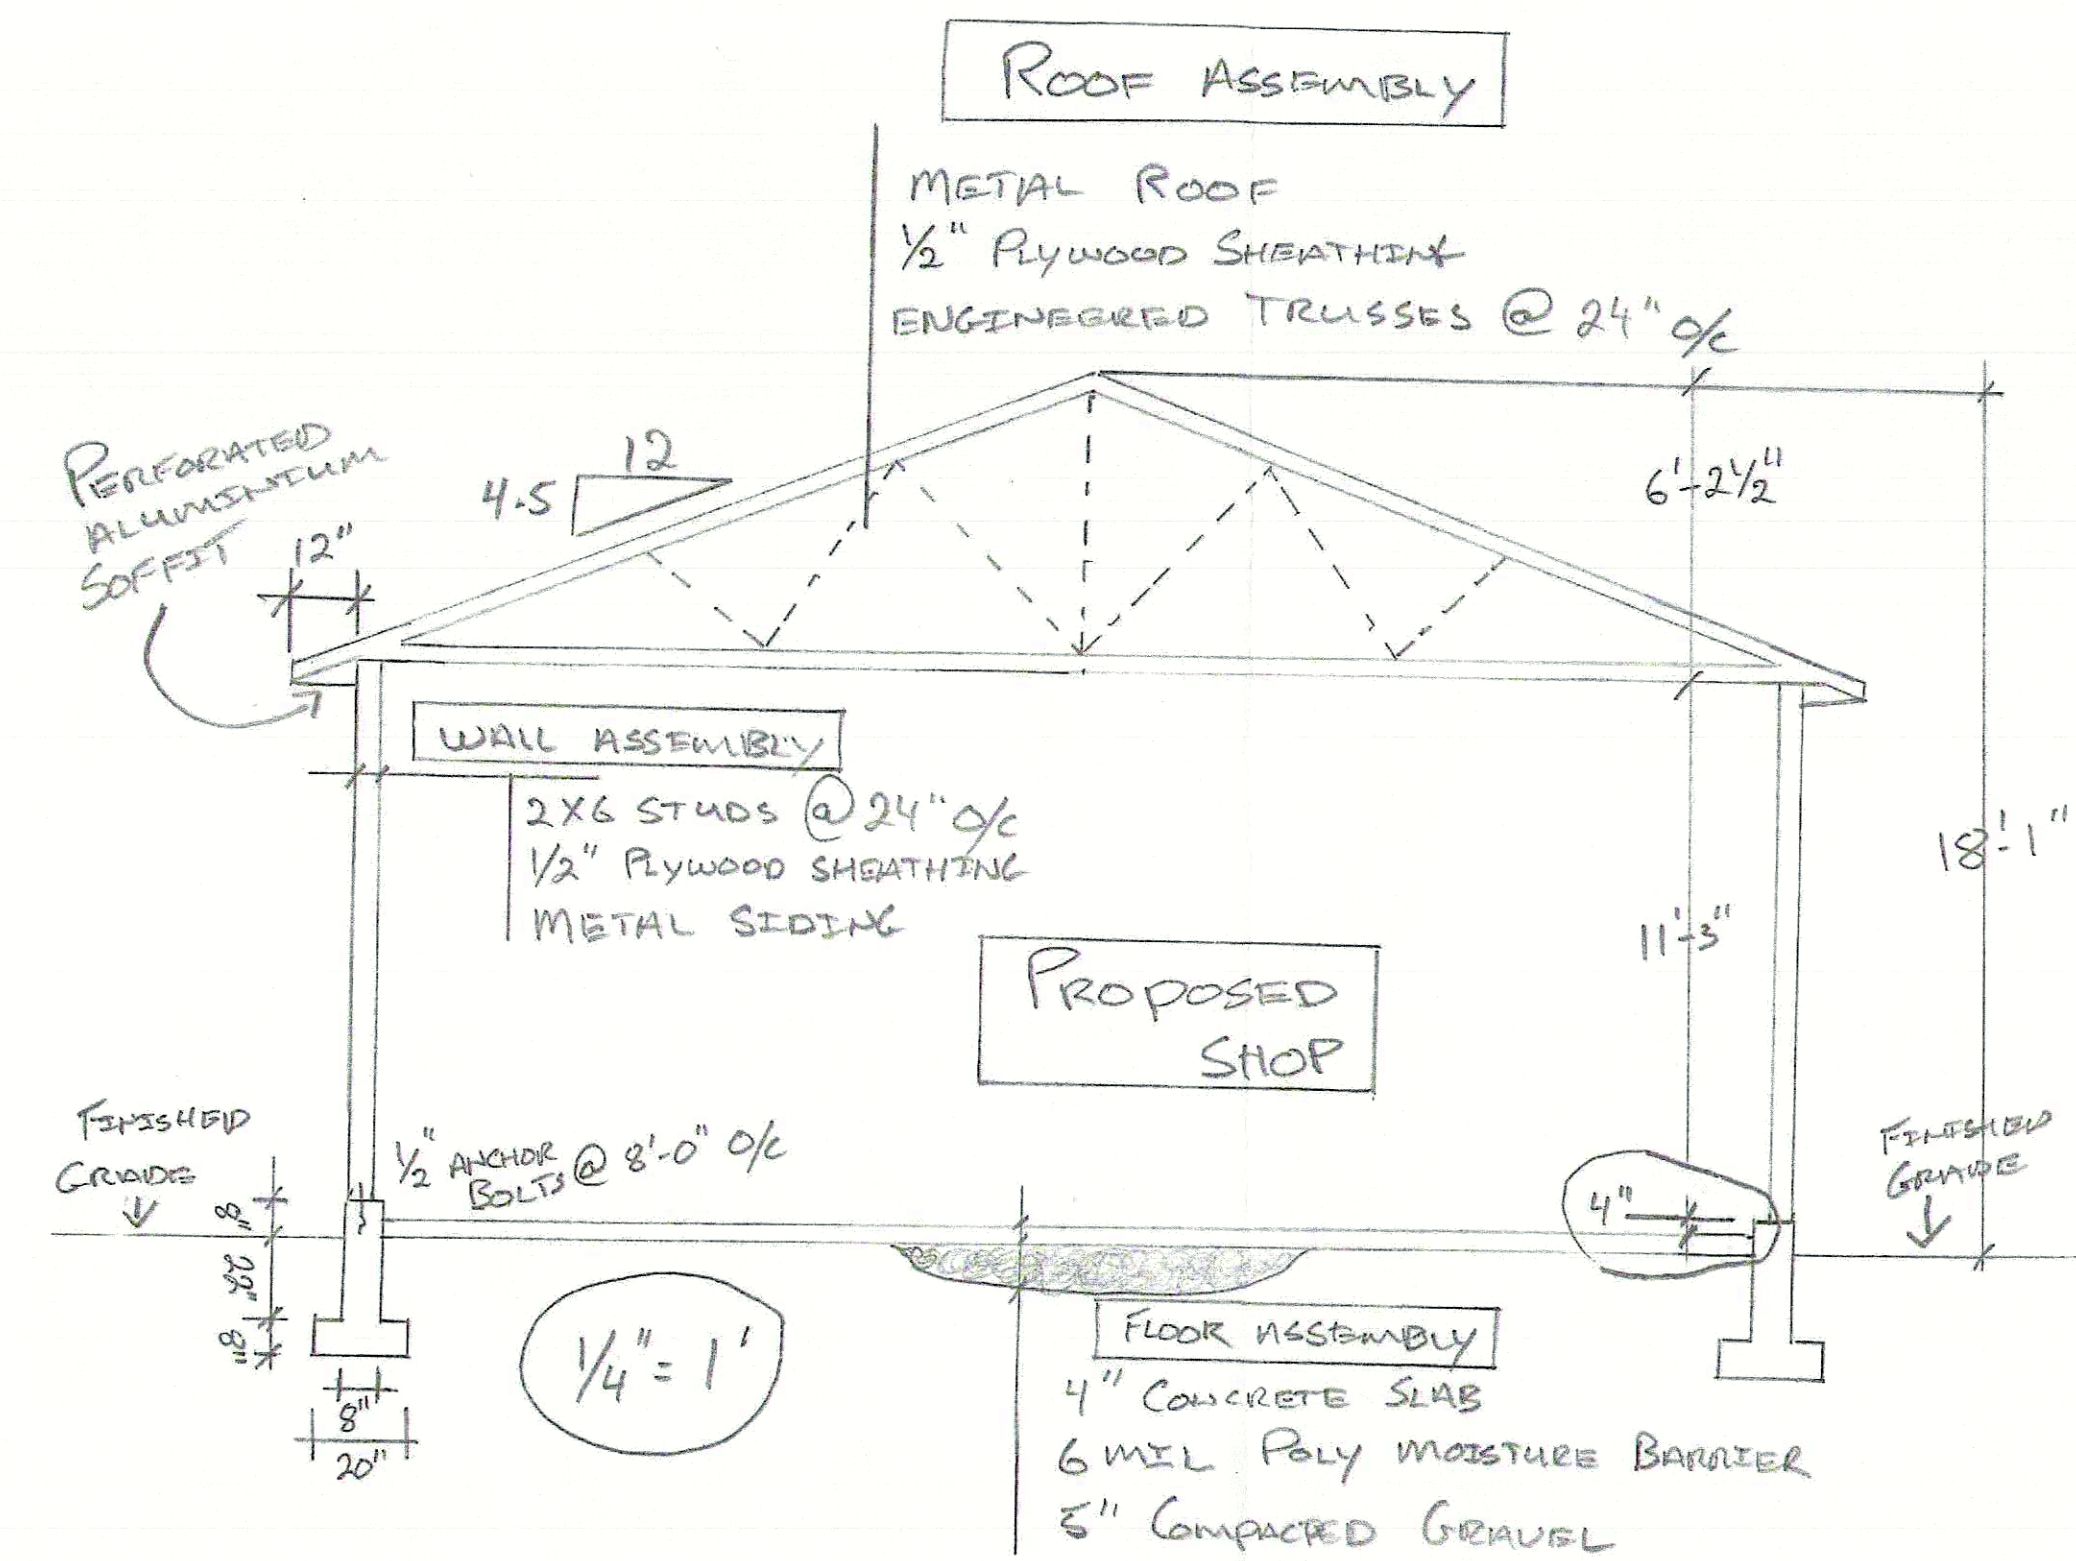 ROOF ASSEMBLY
METAL ROOF
1/2" PLYWOOD SHEATHING
ENGINEERED TRUSSES @ 24" O/C
PERFORATED
ALUMINIUM
SOFFIT
12"
12
4.5
6'-2 1/2"
WALL ASSEMBLY
2X6 STUDS @ 24" O/C
1/2" PLYWOOD SHEATHING
METAL SIDING
18'-1"
11'-3"
PROPOSED
SHOP
FINISHED
GRADE
1/2" ANCHOR
BOLTS @ 8'-0" O/C
FINISHED
GRADE
4"
8"
22"
8"
8"
20"
1/4" = 1'
FLOOR ASSEMBLY
4" CONCRETE SLAB
6 MIL POLY MOISTURE BARRIER
5" COMPACTED GRAVEL